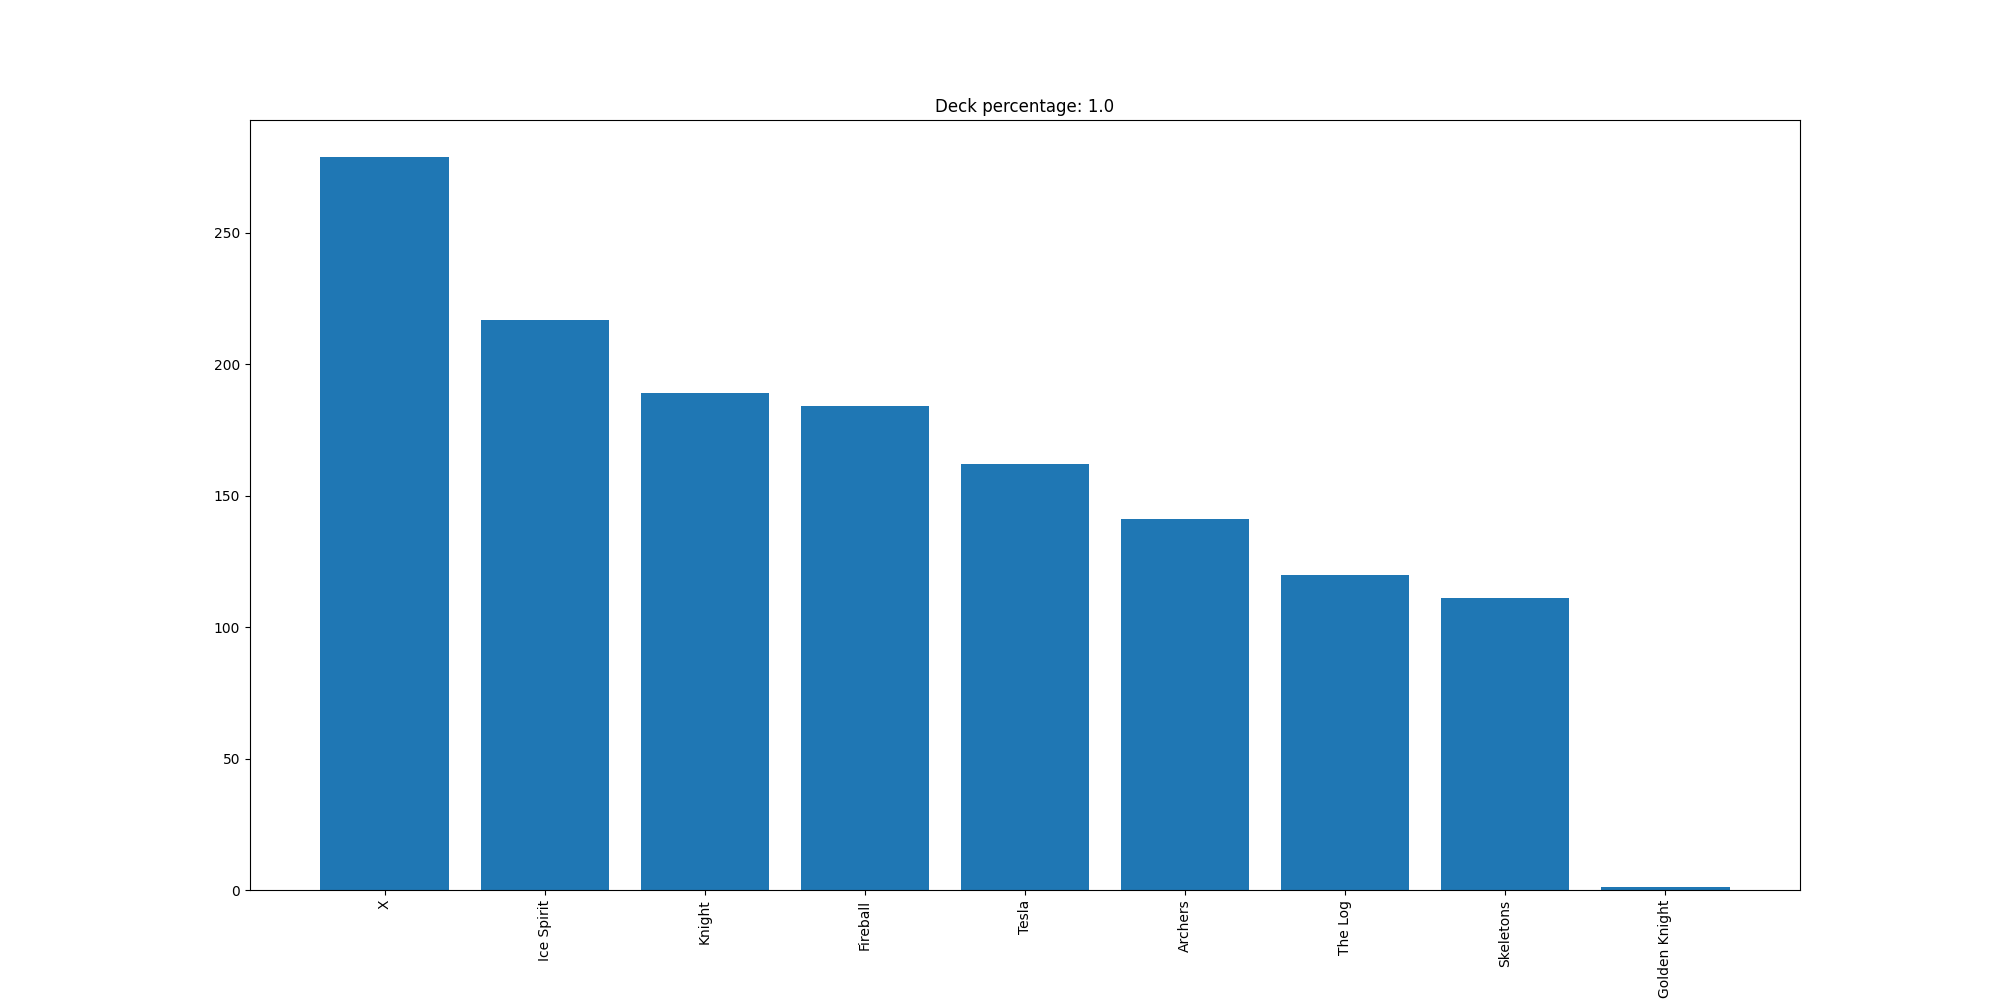 Deck percentage: 1.0
250
200
150
100
50
0
X
Ice Spirit
Knight
Fireball
Tesla
Archers
The Log
Skeletons
Golden Knight